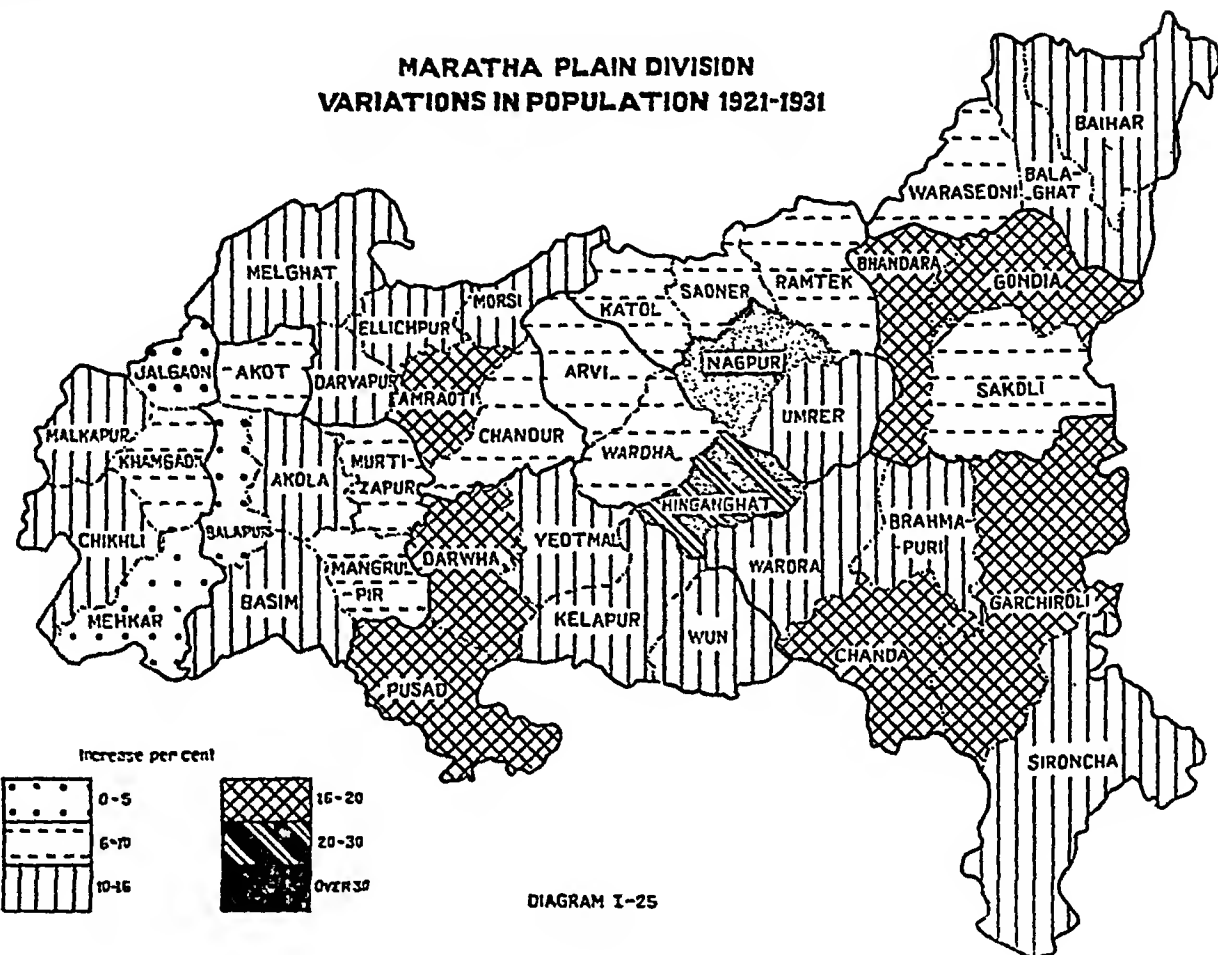 MARATHA PLAIN DIVISION
VARIATIONS IN POPULATION 1921-1931
BAIHAR
WARASEONI
BALA-
GHAT
BHANDARA
GONDIA
MELGHAT
MORSI
ELLICHPUR
KATOL
SAONER
RAMTEK
JALGAON
AKOT
DARYAPUR
AMRAOTI
ARVI
NAGPUR
SAKOLI
UMRER
CHANDUR
MALKAPUR
KHAMGAON
AKOLA
MURTI-
ZAPUR
WARDHA
HINGANGHAT
CHIKHLI
BALAPUR
MANGRUL
PIR
DARWHA
YEOTMAL
WARORA
BRAHMA-
PURI
MEHKAR
BASIM
KELAPUR
WUN
GARCHIROLI
CHANDA
PUSAD
SIRONCHA
Increase per cent
0-5
6-10
10-16
16-20
20-30
OVER 30
DIAGRAM I-25